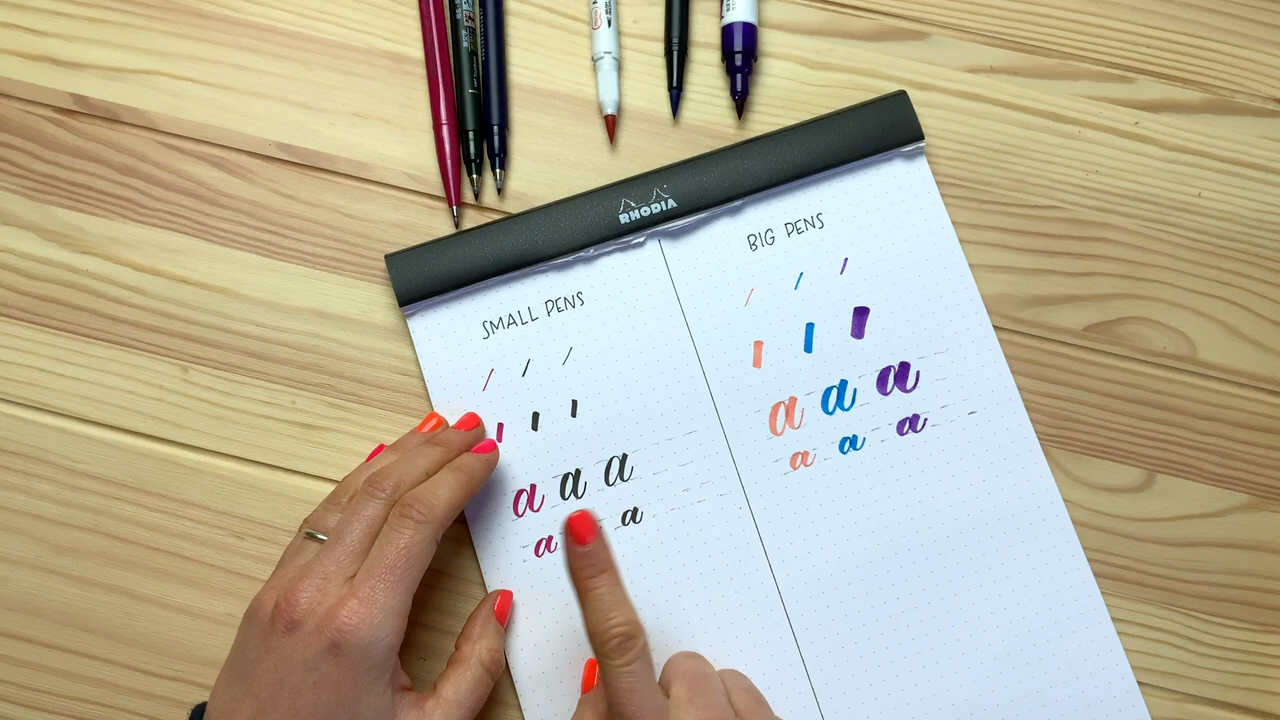 RHODIA
SMALL PENS
a a a
a a
BIG PENS
a a a
a a a